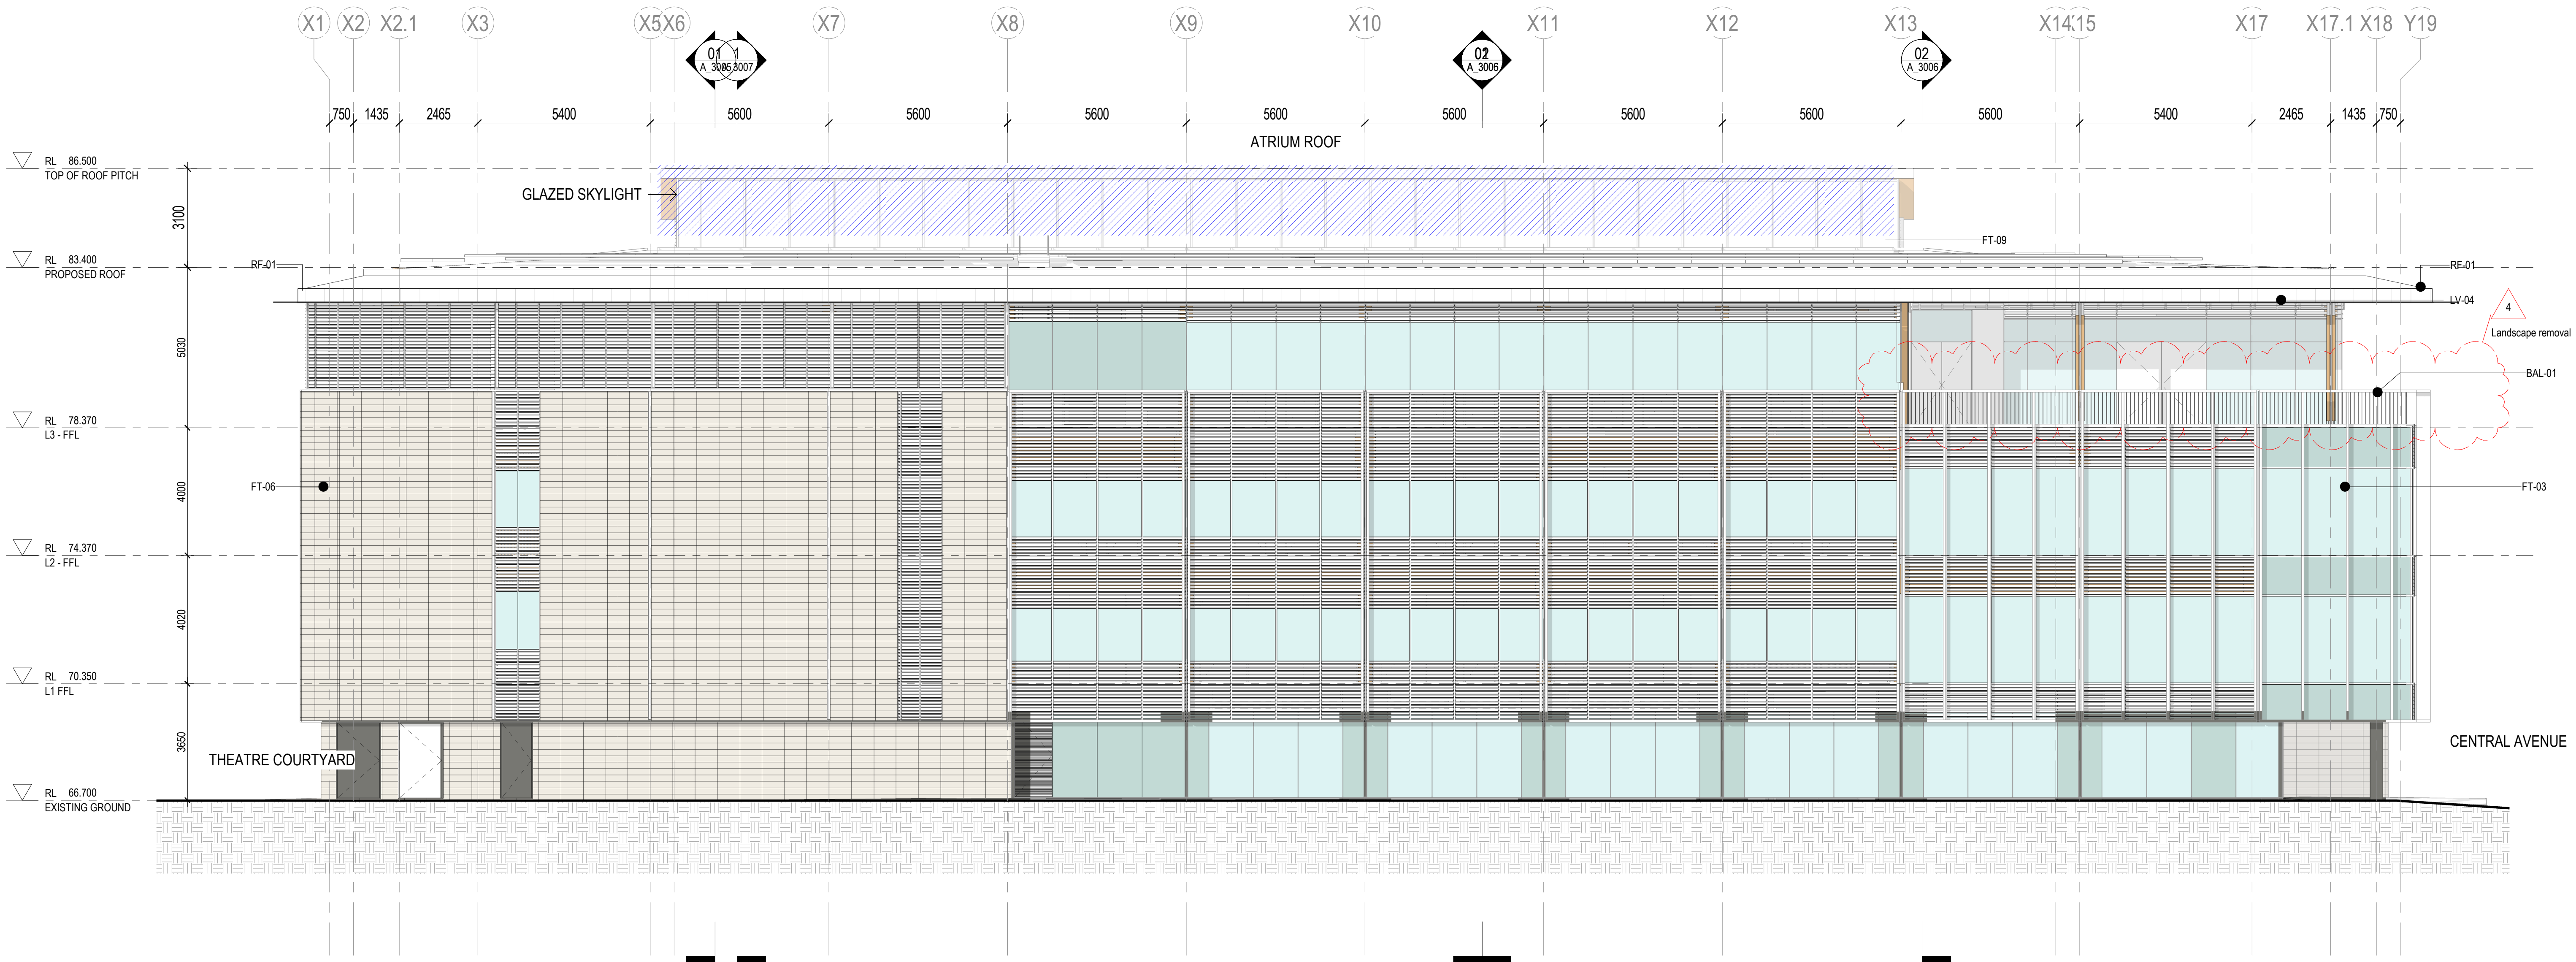 X1 X2 X2.1 X3 X5 X6 X7 X8 X9 X10 X11 X12 X13 X14 X15 X17 X17.1 X18 Y19
01 1 02 02
A_3005 A_3007 A_3006 A_3006
750 1435 2465 5400 5600 5600 5600 5600 5600 5600 5600 5600 5400 2465 1435 750
ATRIUM ROOF
RL 86.500
TOP OF ROOF PITCH
GLAZED SKYLIGHT
3100
FT-09
RL 83.400
PROPOSED ROOF
RF-01
RF-01
LV-04
4
Landscape removal
5030
BAL-01
RL 78.370
L3 - FFL
FT-06
4000
FT-03
RL 74.370
L2 - FFL
4020
RL 70.350
L1 FFL
3650
THEATRE COURTYARD
CENTRAL AVENUE
RL 66.700
EXISTING GROUND